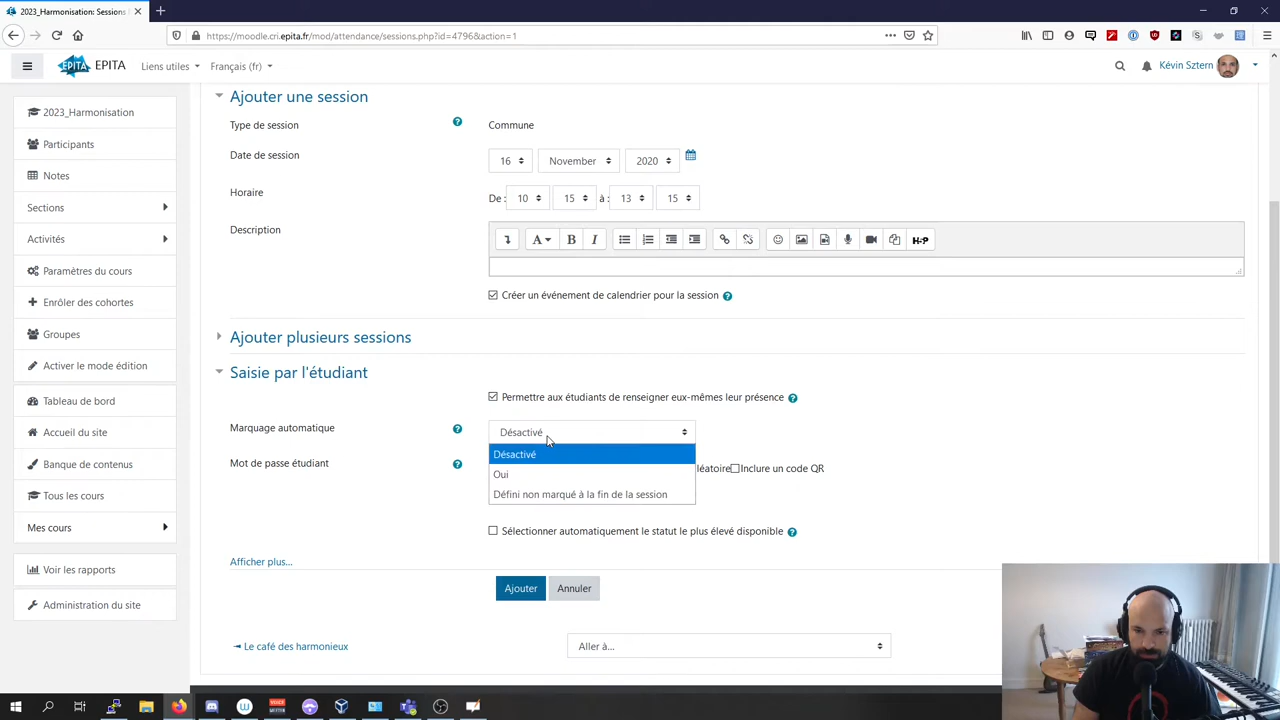 2023_Harmonisation: Sessions
https://moodle.cri.epita.fr/mod/attendance/sessions.php?id=4796&action=1
EPITA EPITA Liens utiles Français (fr) Kévin Sztern
2023_Harmonisation
Participants
Notes
Sections
Activités
Paramètres du cours
Enrôler des cohortes
Groupes
Activer le mode édition
Tableau de bord
Accueil du site
Banque de contenus
Tous les cours
Mes cours
Voir les rapports
Administration du site
Ajouter une session
Type de session ? Commune
Date de session 16 November 2020
Horaire De : 10 15 à : 13 15
Description A B I H-P
Créer un événement de calendrier pour la session ?
Ajouter plusieurs sessions
Saisie par l'étudiant
Permettre aux étudiants de renseigner eux-mêmes leur présence ?
Marquage automatique ? Désactivé
Désactivé
Mot de passe étudiant ? léatoire Inclure un code QR
Oui
Défini non marqué à la fin de la session
Sélectionner automatiquement le statut le plus élevé disponible ?
Afficher plus...
Ajouter Annuler
Le café des harmonieux Aller à...